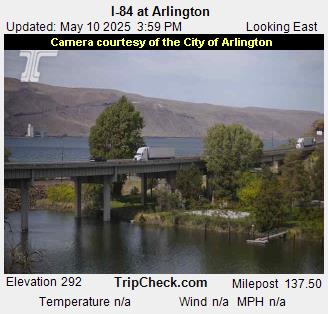 I-84 at Arlington
Updated: May 10 2025 3:59 PM Looking East
Camera courtesy of the City of Arlington
Elevation 292 TripCheck.com Milepost 137.50
Temperature n/a Wind n/a MPH n/a